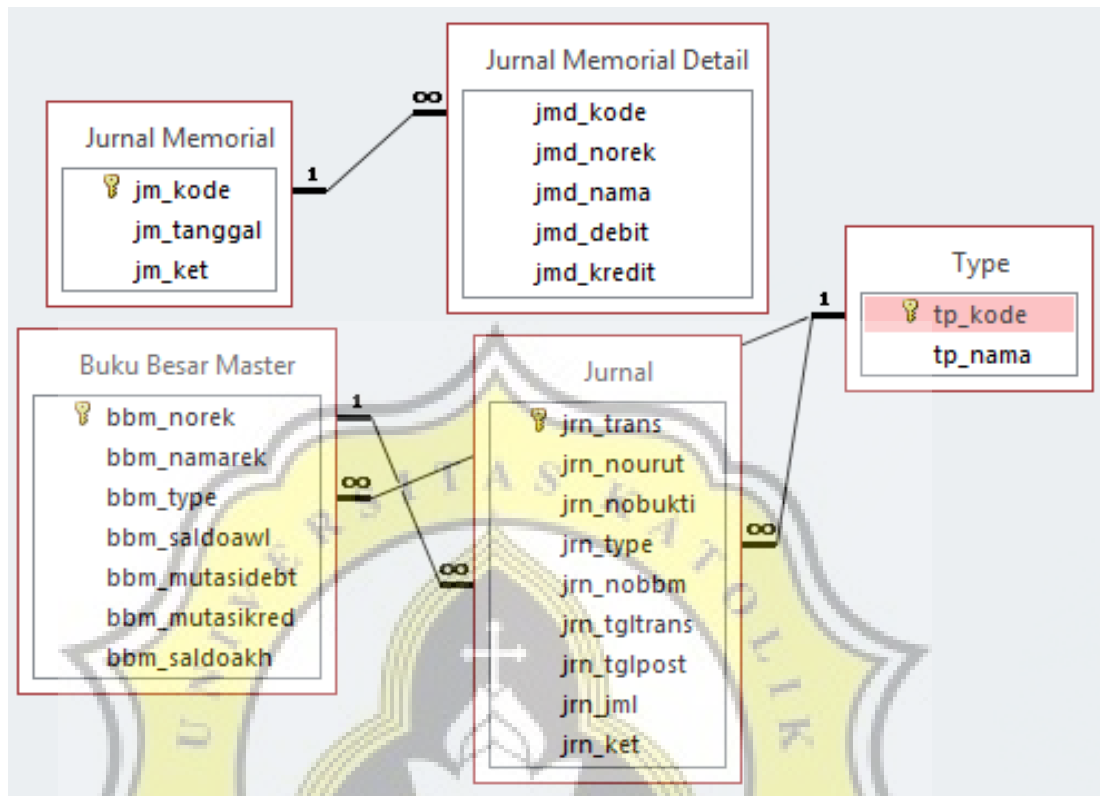 Jurnal Memorial
jm_kode
jm_tanggal
jm_ket
1
∞
Jurnal Memorial Detail
jmd_kode
jmd_norek
jmd_nama
jmd_debit
jmd_kredit
Type
tp_kode
tp_nama
1
Buku Besar Master
bbm_norek
bbm_namarek
bbm_type
bbm_saldoawl
bbm_mutasidebt
bbm_mutasikred
bbm_saldoakh
1
∞
∞
Jurnal
jrn_trans
jrn_nourut
jrn_nobukti
jrn_type
jrn_nobbm
jrn_tgltrans
jrn_tglpost
jrn_jml
jrn_ket
∞
UNIVERSITAS KATOLIK